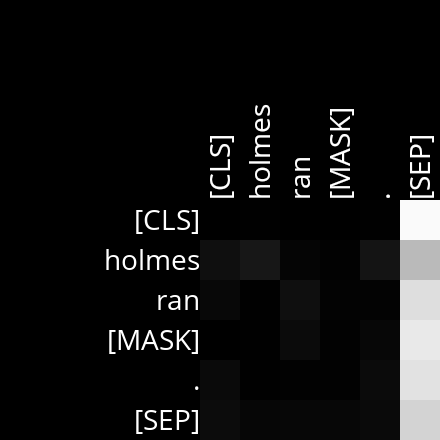 [CLS] holmes ran [MASK] . [SEP]
[CLS]
holmes
ran
[MASK]
.
[SEP]